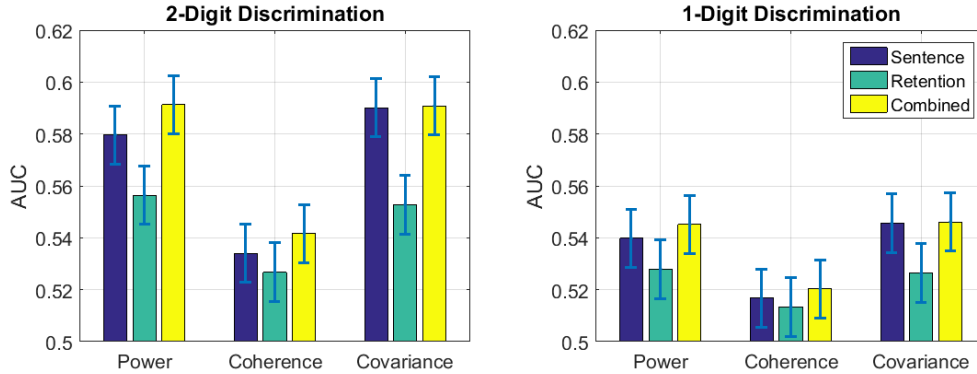 2-Digit Discrimination
AUC
0.62
0.6
0.58
0.56
0.54
0.52
0.5
Power Coherence Covariance
1-Digit Discrimination
AUC
0.62
0.6
0.58
0.56
0.54
0.52
0.5
Sentence
Retention
Combined
Power Coherence Covariance